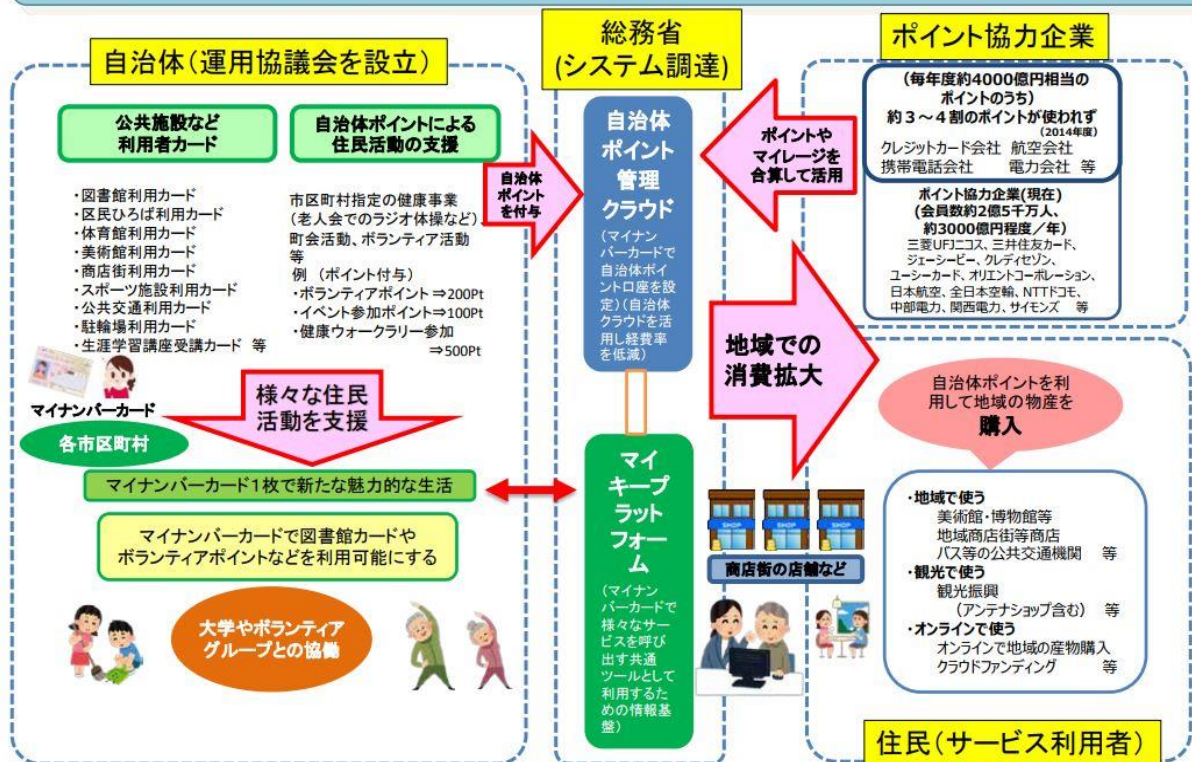 自治体（運用協議会を設立）
公共施設など
利用者カード
自治体ポイントによる
住民活動の支援
・図書館利用カード
・区民ひろば利用カード
・体育館利用カード
・美術館利用カード
・商店街利用カード
・スポーツ施設利用カード
・公共交通利用カード
・駐輪場利用カード
・生涯学習講座受講カード 等
市区町村指定の健康事業
（老人会でのラジオ体操など）、
町会活動、ボランティア活動
等
例 （ポイント付与）
・ボランティアポイント ⇒200Pt
・イベント参加ポイント⇒100Pt
・健康ウォークラリー参加
⇒500Pt
マイナンバーカード
各市区町村
様々な住民
活動を支援
マイナンバーカード1枚で新たな魅力的な生活
マイナンバーカードで図書館カードや
ボランティアポイントなどを利用可能にする
大学やボランティア
グループとの協働
自治体
ポイント
を付与
総務省
(システム調達)
自治体
ポイント
管理
クラウド
（マイナン
バーカードで
自治体ポイ
ント口座を設
定）（自治体
クラウドを活
用し経費率
を低減）
マイ
キープ
ラット
フォー
ム
（マイナン
バーカードで
様々なサー
ビスを呼び
出す共通
ツールとして
利用するた
めの情報基
盤）
ポイント協力企業
（毎年度約4000億円相当の
ポイントのうち）
約３～４割のポイントが使われず
（2014年度）
クレジットカード会社 航空会社
携帯電話会社 電力会社 等
ポイントや
マイレージを
合算して活用
ポイント協力企業(現在)
(会員数約2億5千万人、
約3000億円程度／年)
三菱UFJニコス、三井住友カード、
ジェーシービー、クレディセゾン、
ユーシーカード、オリエントコーポレーション、
日本航空、全日本空輸、NTTドコモ、
中部電力、関西電力、サイモンズ 等
地域での
消費拡大
自治体ポイントを利
用して地域の物産を
購入
SHOP
SHOP
SHOP
商店街の店舗など
・地域で使う
美術館・博物館等
地域商店街等商店
バス等の公共交通機関 等
・観光で使う
観光振興
（アンテナショップ含む） 等
・オンラインで使う
オンラインで地域の産物購入
クラウドファンディング 等
住民（サービス利用者）